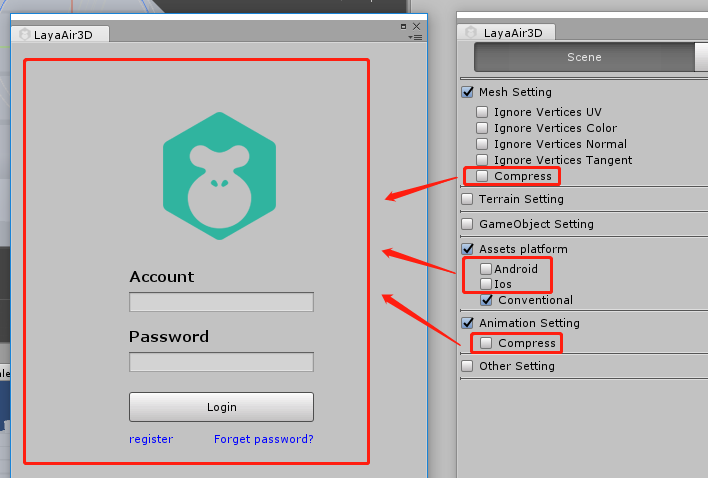 LayaAir3D
Account
Password
Login
register
Forget password?
LayaAir3D
Scene
Mesh Setting
Ignore Vertices UV
Ignore Vertices Color
Ignore Vertices Normal
Ignore Vertices Tangent
Compress
Terrain Setting
GameObject Setting
Assets platform
Android
Ios
Conventional
Animation Setting
Compress
Other Setting